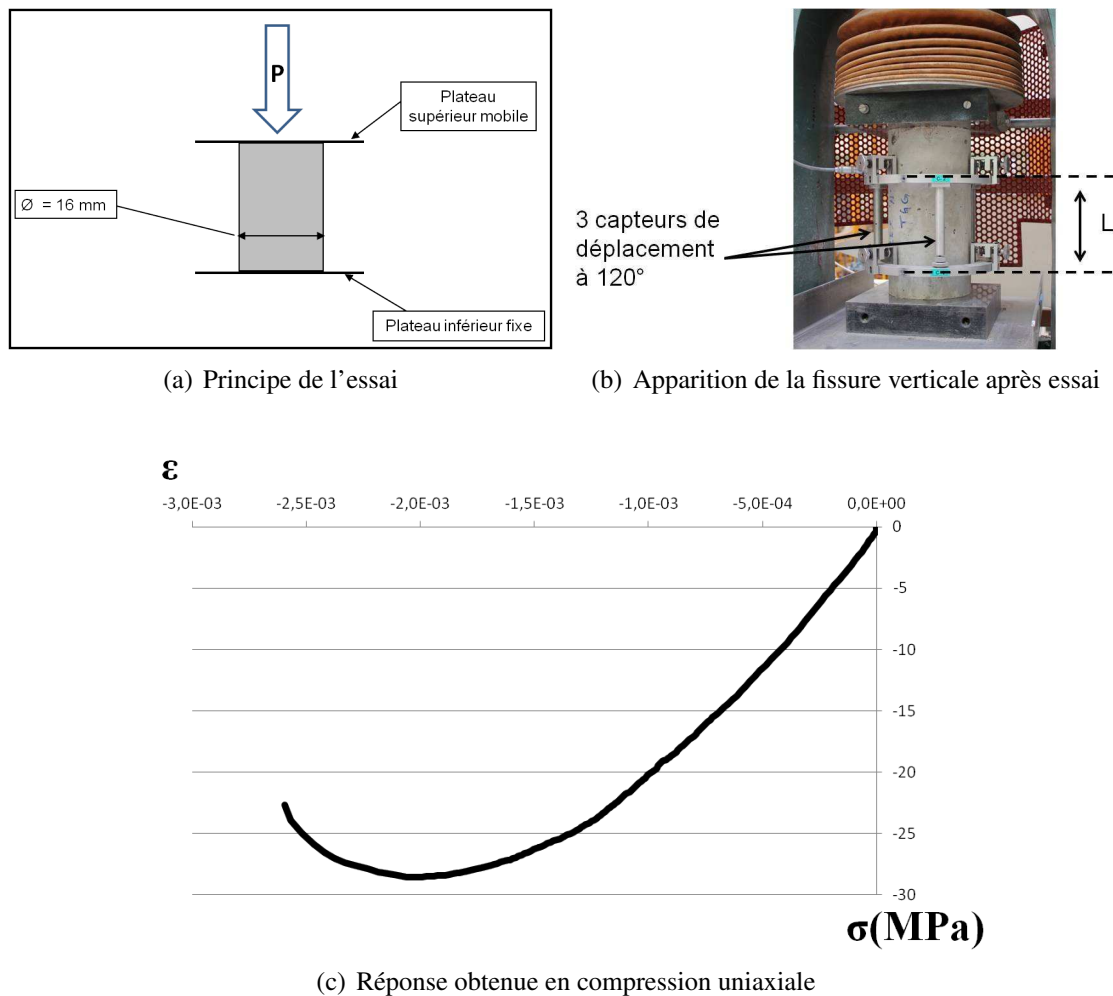 P
Plateau
supérieur mobile
Ø = 16 mm
Plateau inférieur fixe
3 capteurs de
déplacement
à 120°
L
(a) Principe de l'essai
(b) Apparition de la fissure verticale après essai
ε
-3,0E-03 -2,5E-03 -2,0E-03 -1,5E-03 -1,0E-03 -5,0E-04 0,0E+00
0
-5
-10
-15
-20
-25
-30
σ(MPa)
(c) Réponse obtenue en compression uniaxiale